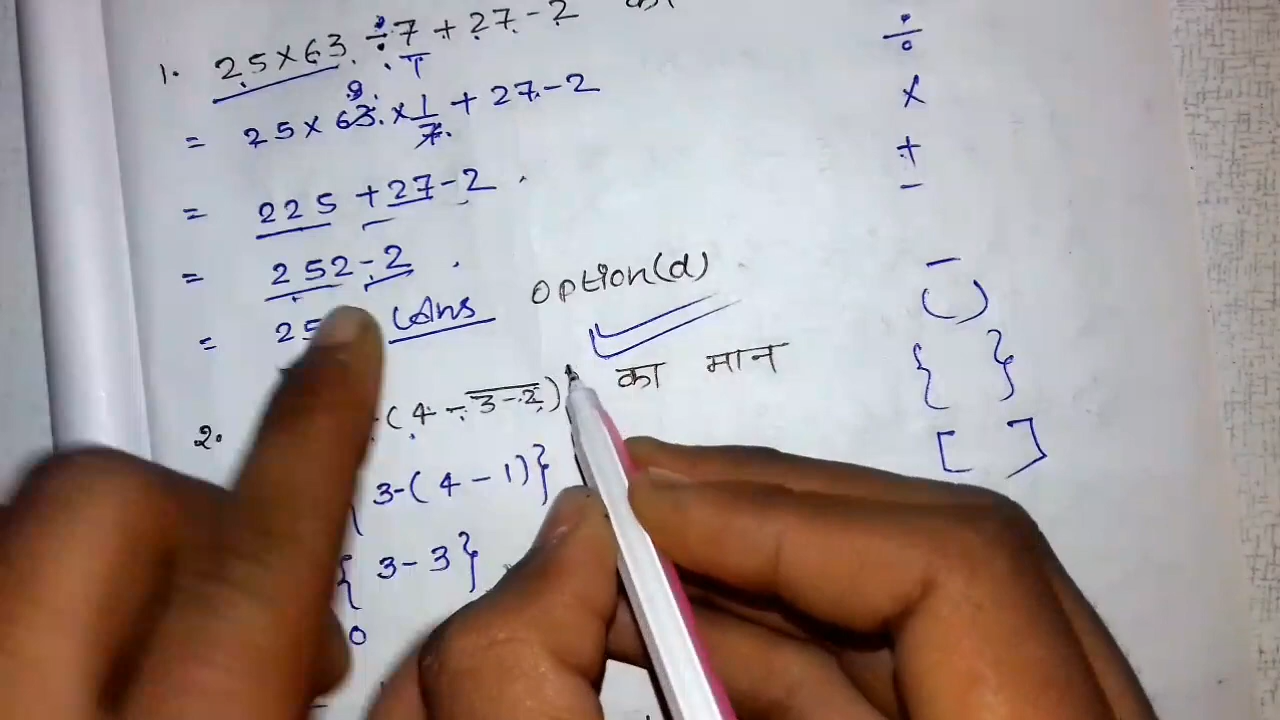 1. 25×63 ÷ 7 + 27 - 2
= 25 × 63 × 1/7 + 27 - 2
9
= 225 + 27 - 2
= 252 - 2
= 25 Ans option(d)
2. -(4 - 3-2) का मान
3-(4 - 1)}
{ 3 - 3 }
0
÷
×
+
-
—
( )
{ }
[ ]